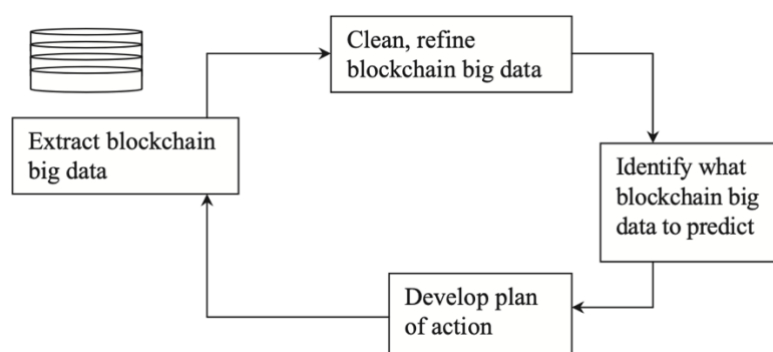 Clean, refine
blockchain big data
Extract blockchain
big data
Identify what
blockchain big
data to predict
Develop plan
of action